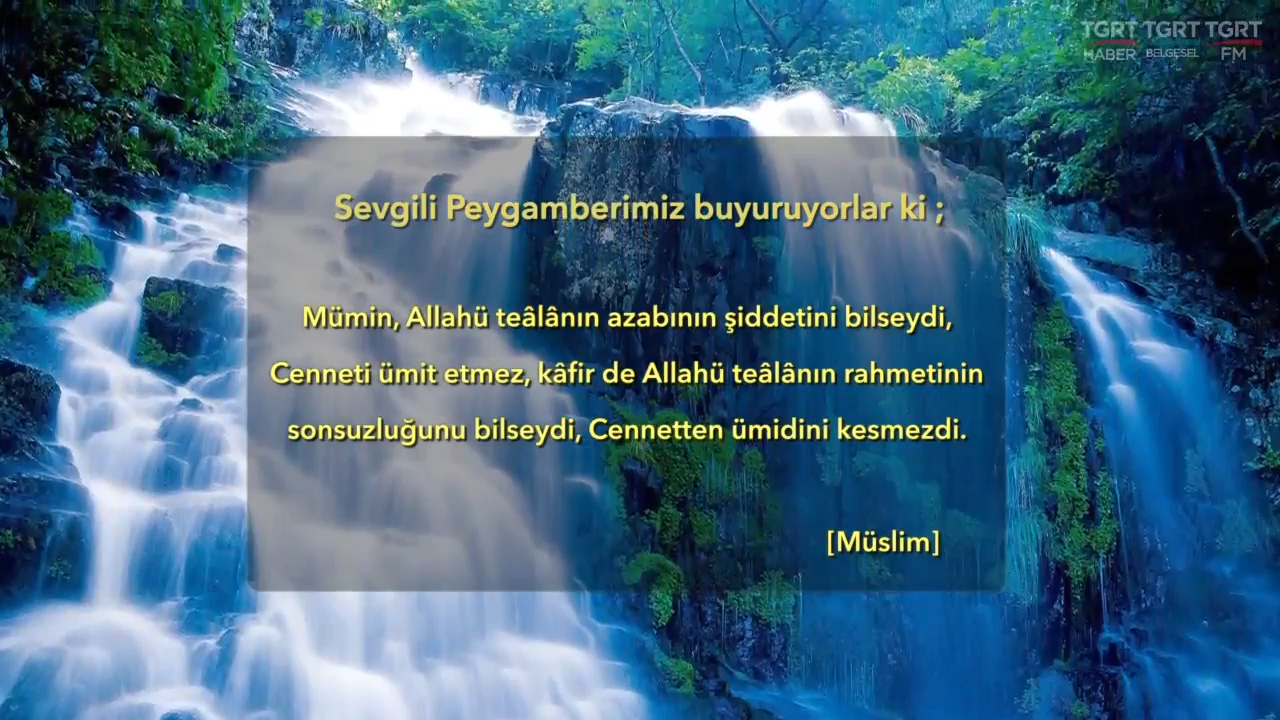 TGRT TGRT TGRT
HABER BELGESEL FM
Sevgili Peygamberimiz buyuruyorlar ki ;
Mümin, Allahü teâlânın azabının şiddetini bilseydi,
Cenneti ümit etmez, kâfir de Allahü teâlânın rahmetinin
sonsuzluğunu bilseydi, Cennetten ümidini kesmezdi.
[Müslim]